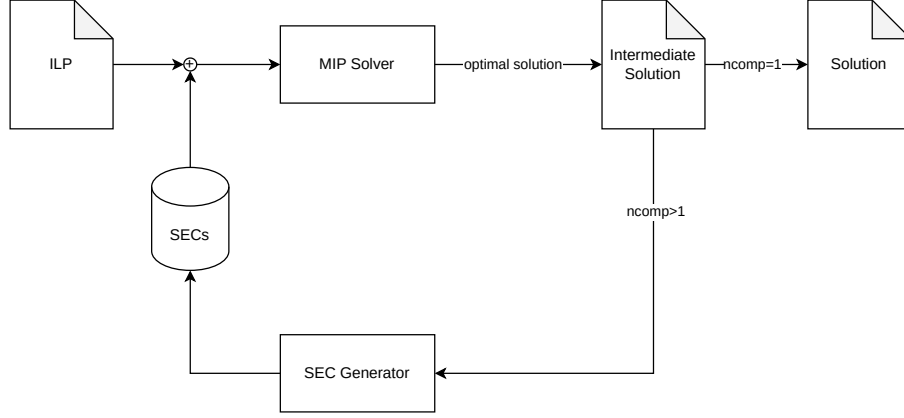 ILP
+
MIP Solver
optimal solution
Intermediate
Solution
ncomp=1
Solution
ncomp>1
SECs
SEC Generator